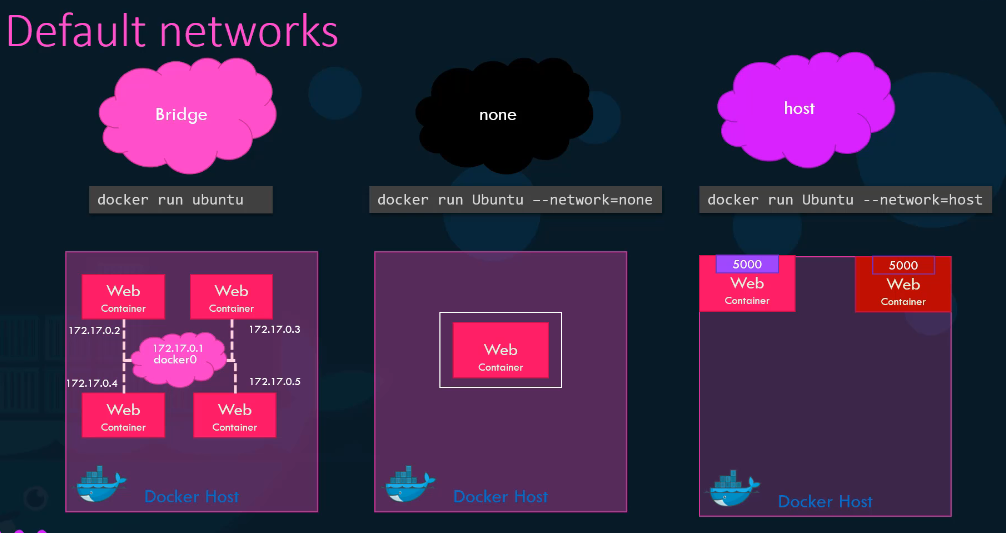 Default networks
Bridge
none
host
docker run ubuntu
docker run Ubuntu --network=none
docker run Ubuntu --network=host
Web
Container
Web
Container
172.17.0.2
172.17.0.3
172.17.0.1
docker0
172.17.0.4
172.17.0.5
Web
Container
Web
Container
Docker Host
Web
Container
Docker Host
5000
Web
Container
5000
Web
Container
Docker Host